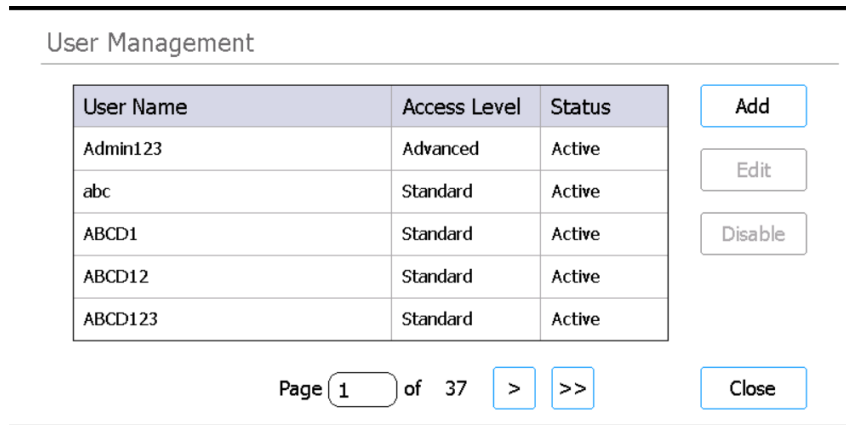 User Management
User Name Access Level Status Add
Admin123 Advanced Active
Edit
abc Standard Active
ABCD1 Standard Active Disable
ABCD12 Standard Active
ABCD123 Standard Active
Page 1 of 37 > >> Close